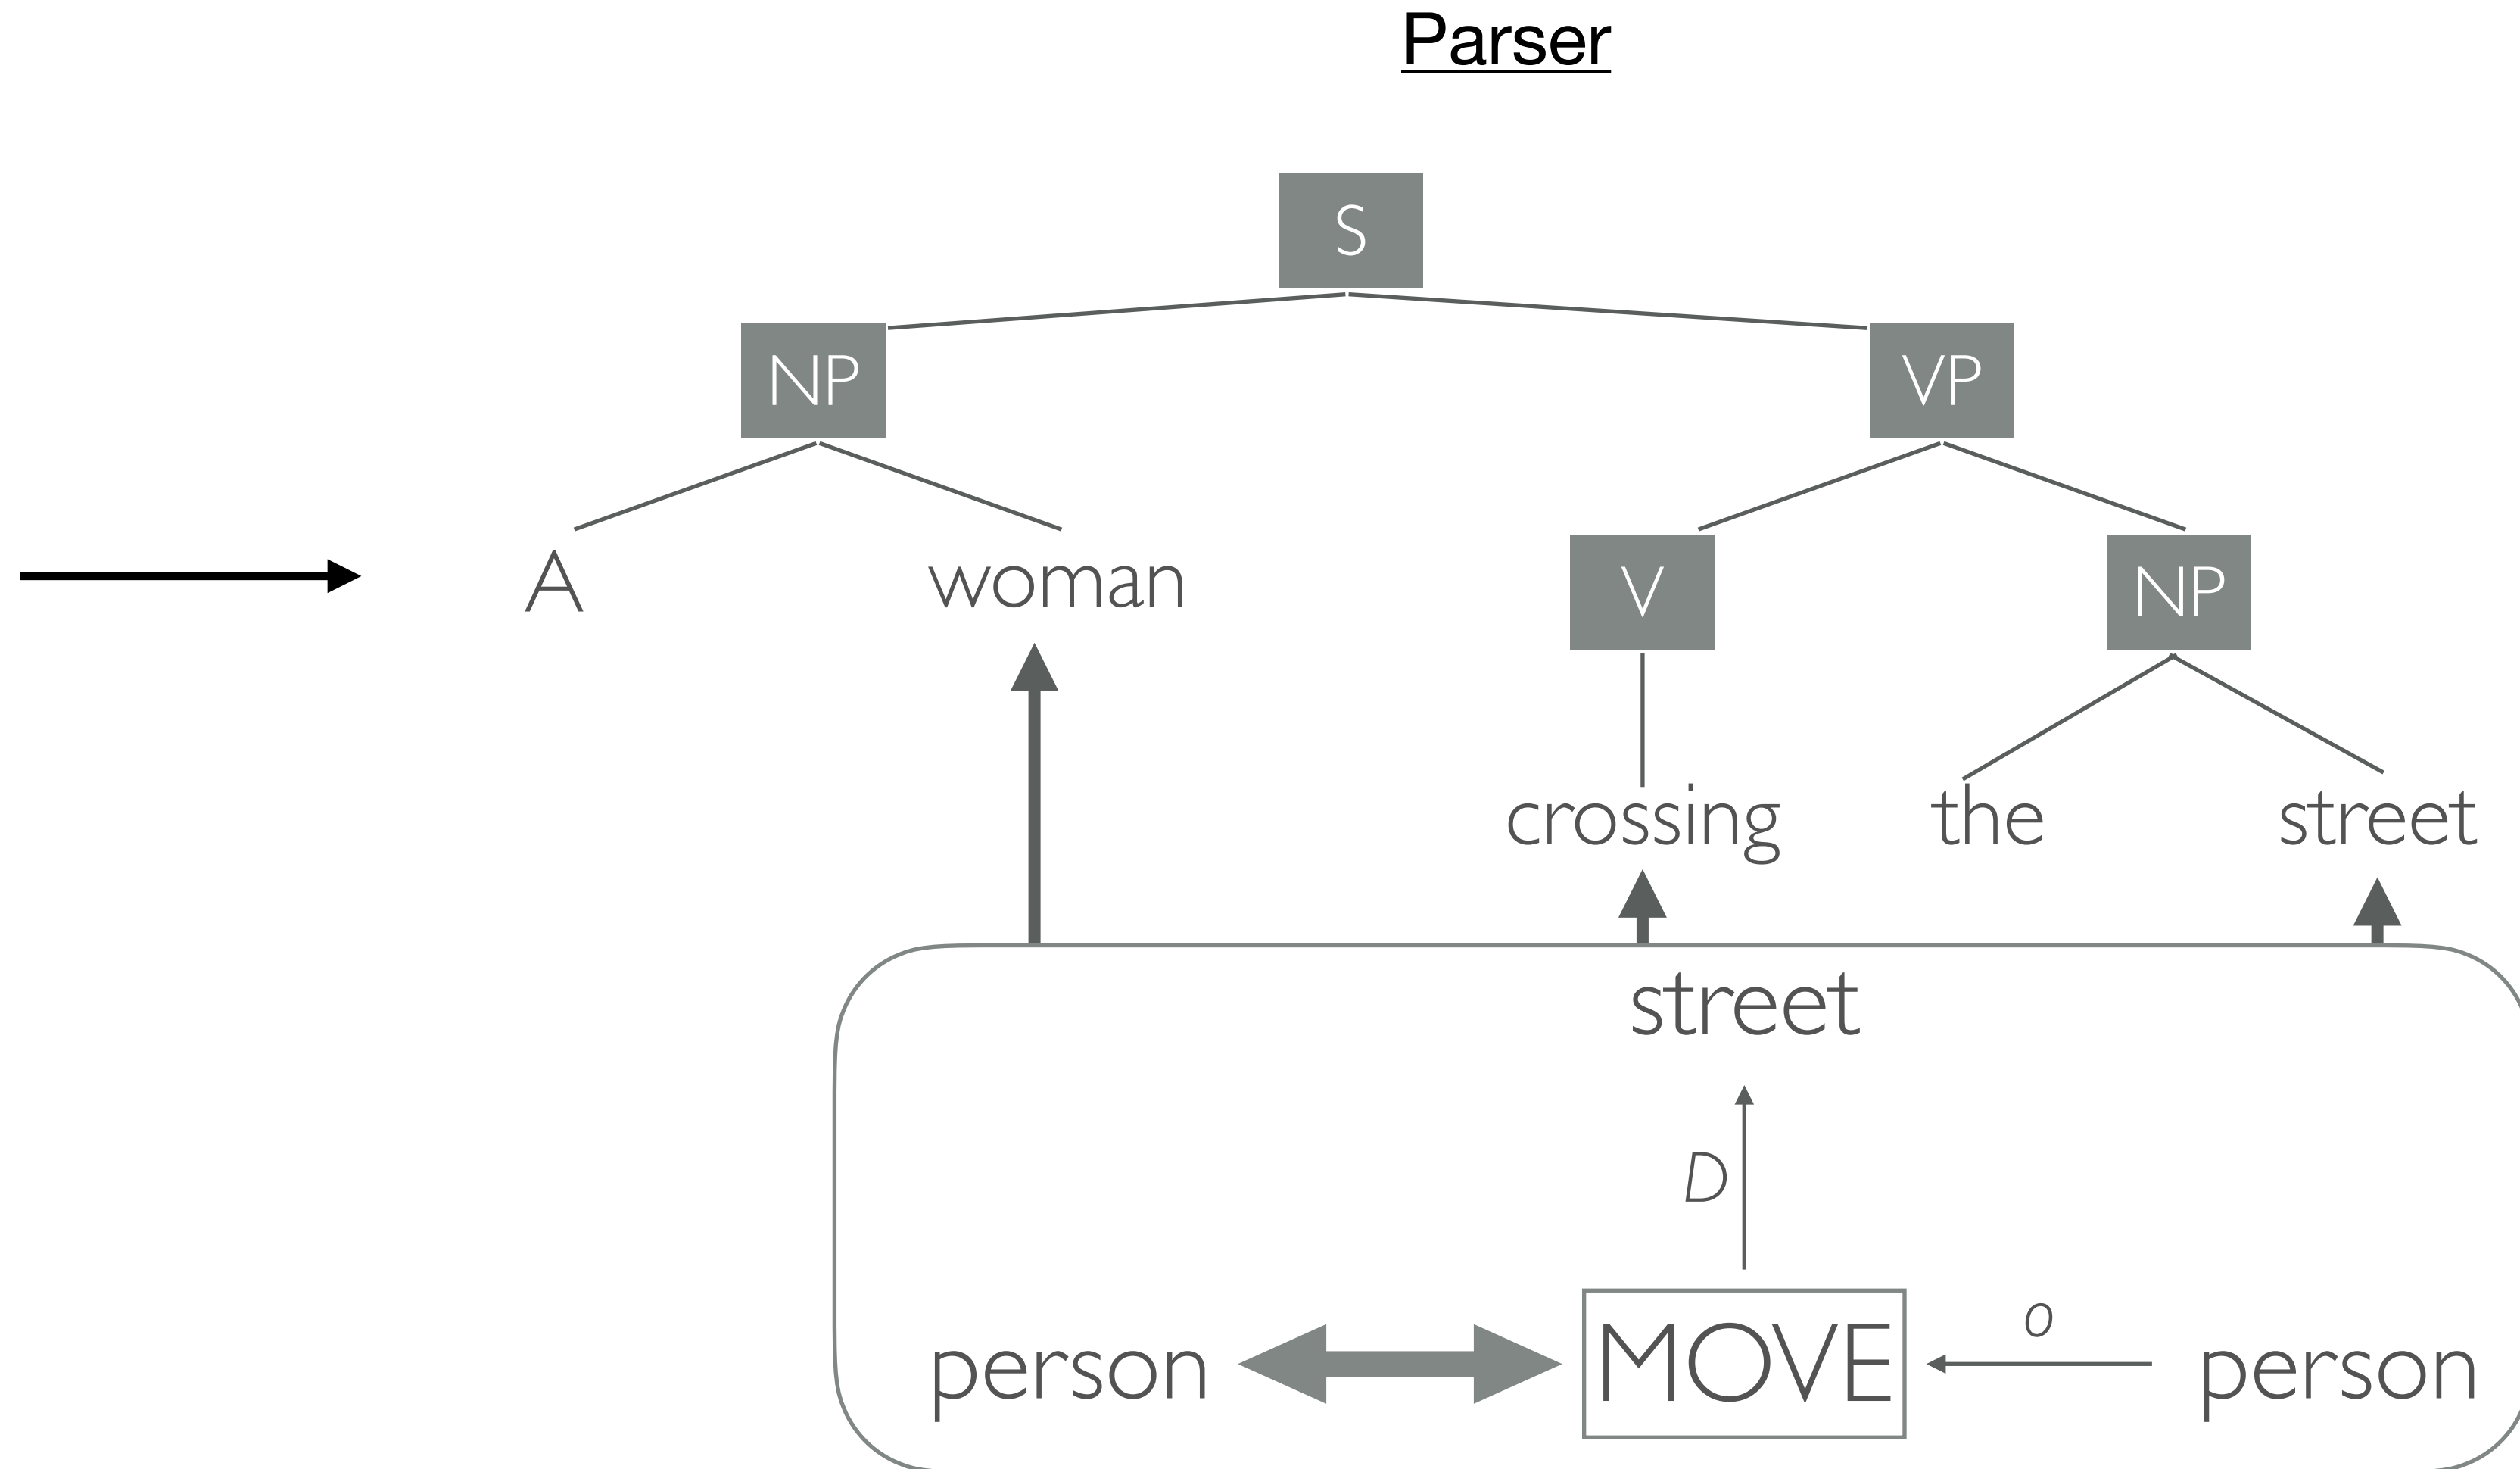 Parser
S
NP VP
A woman V NP
crossing the street
street
D
O
person MOVE person